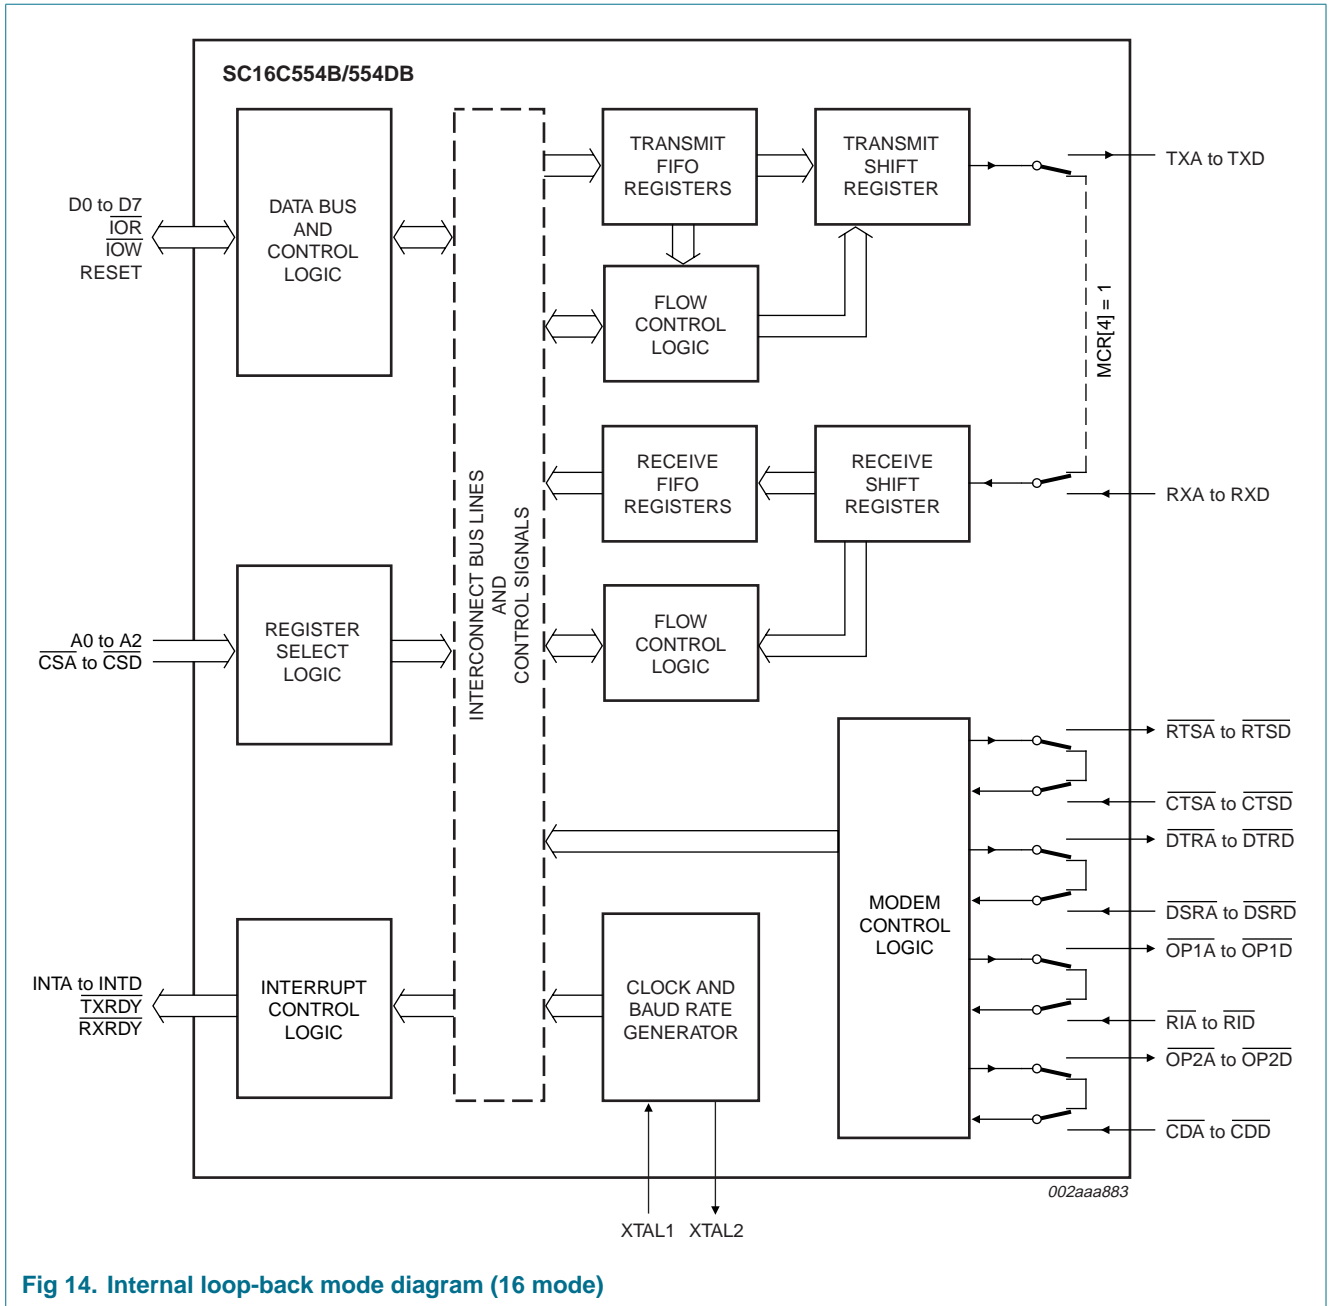 SC16C554B/554DB
D0 to D7
IOR
IOW
RESET
DATA BUS
AND
CONTROL
LOGIC
TRANSMIT
FIFO
REGISTERS
TRANSMIT
SHIFT
REGISTER
TXA to TXD
FLOW
CONTROL
LOGIC
MCR[4] = 1
RECEIVE
FIFO
REGISTERS
RECEIVE
SHIFT
REGISTER
RXA to RXD
INTERCONNECT BUS LINES
AND
CONTROL SIGNALS
A0 to A2
CSA to CSD
REGISTER
SELECT
LOGIC
FLOW
CONTROL
LOGIC
RTSA to RTSD
CTSA to CTSD
DTRA to DTRD
DSRA to DSRD
OP1A to OP1D
RIA to RID
OP2A to OP2D
CDA to CDD
MODEM
CONTROL
LOGIC
INTA to INTD
TXRDY
RXRDY
INTERRUPT
CONTROL
LOGIC
CLOCK AND
BAUD RATE
GENERATOR
XTAL1 XTAL2
002aaa883
Fig 14. Internal loop-back mode diagram (16 mode)